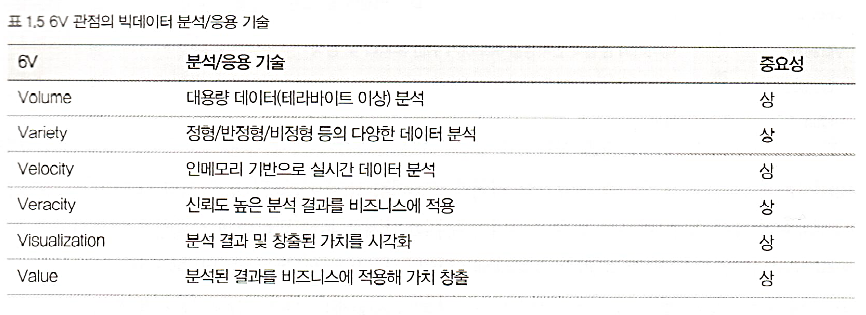 표 1.5 6V 관점의 빅데이터 분석/응용 기술
6V 분석/응용 기술 중요성
Volume 대용량 데이터(테라바이트 이상) 분석 상
Variety 정형/반정형/비정형 등의 다양한 데이터 분석 상
Velocity 인메모리 기반으로 실시간 데이터 분석 상
Veracity 신뢰도 높은 분석 결과를 비즈니스에 적용 상
Visualization 분석 결과 및 창출된 가치를 시각화 상
Value 분석된 결과를 비즈니스에 적용해 가치 창출 상